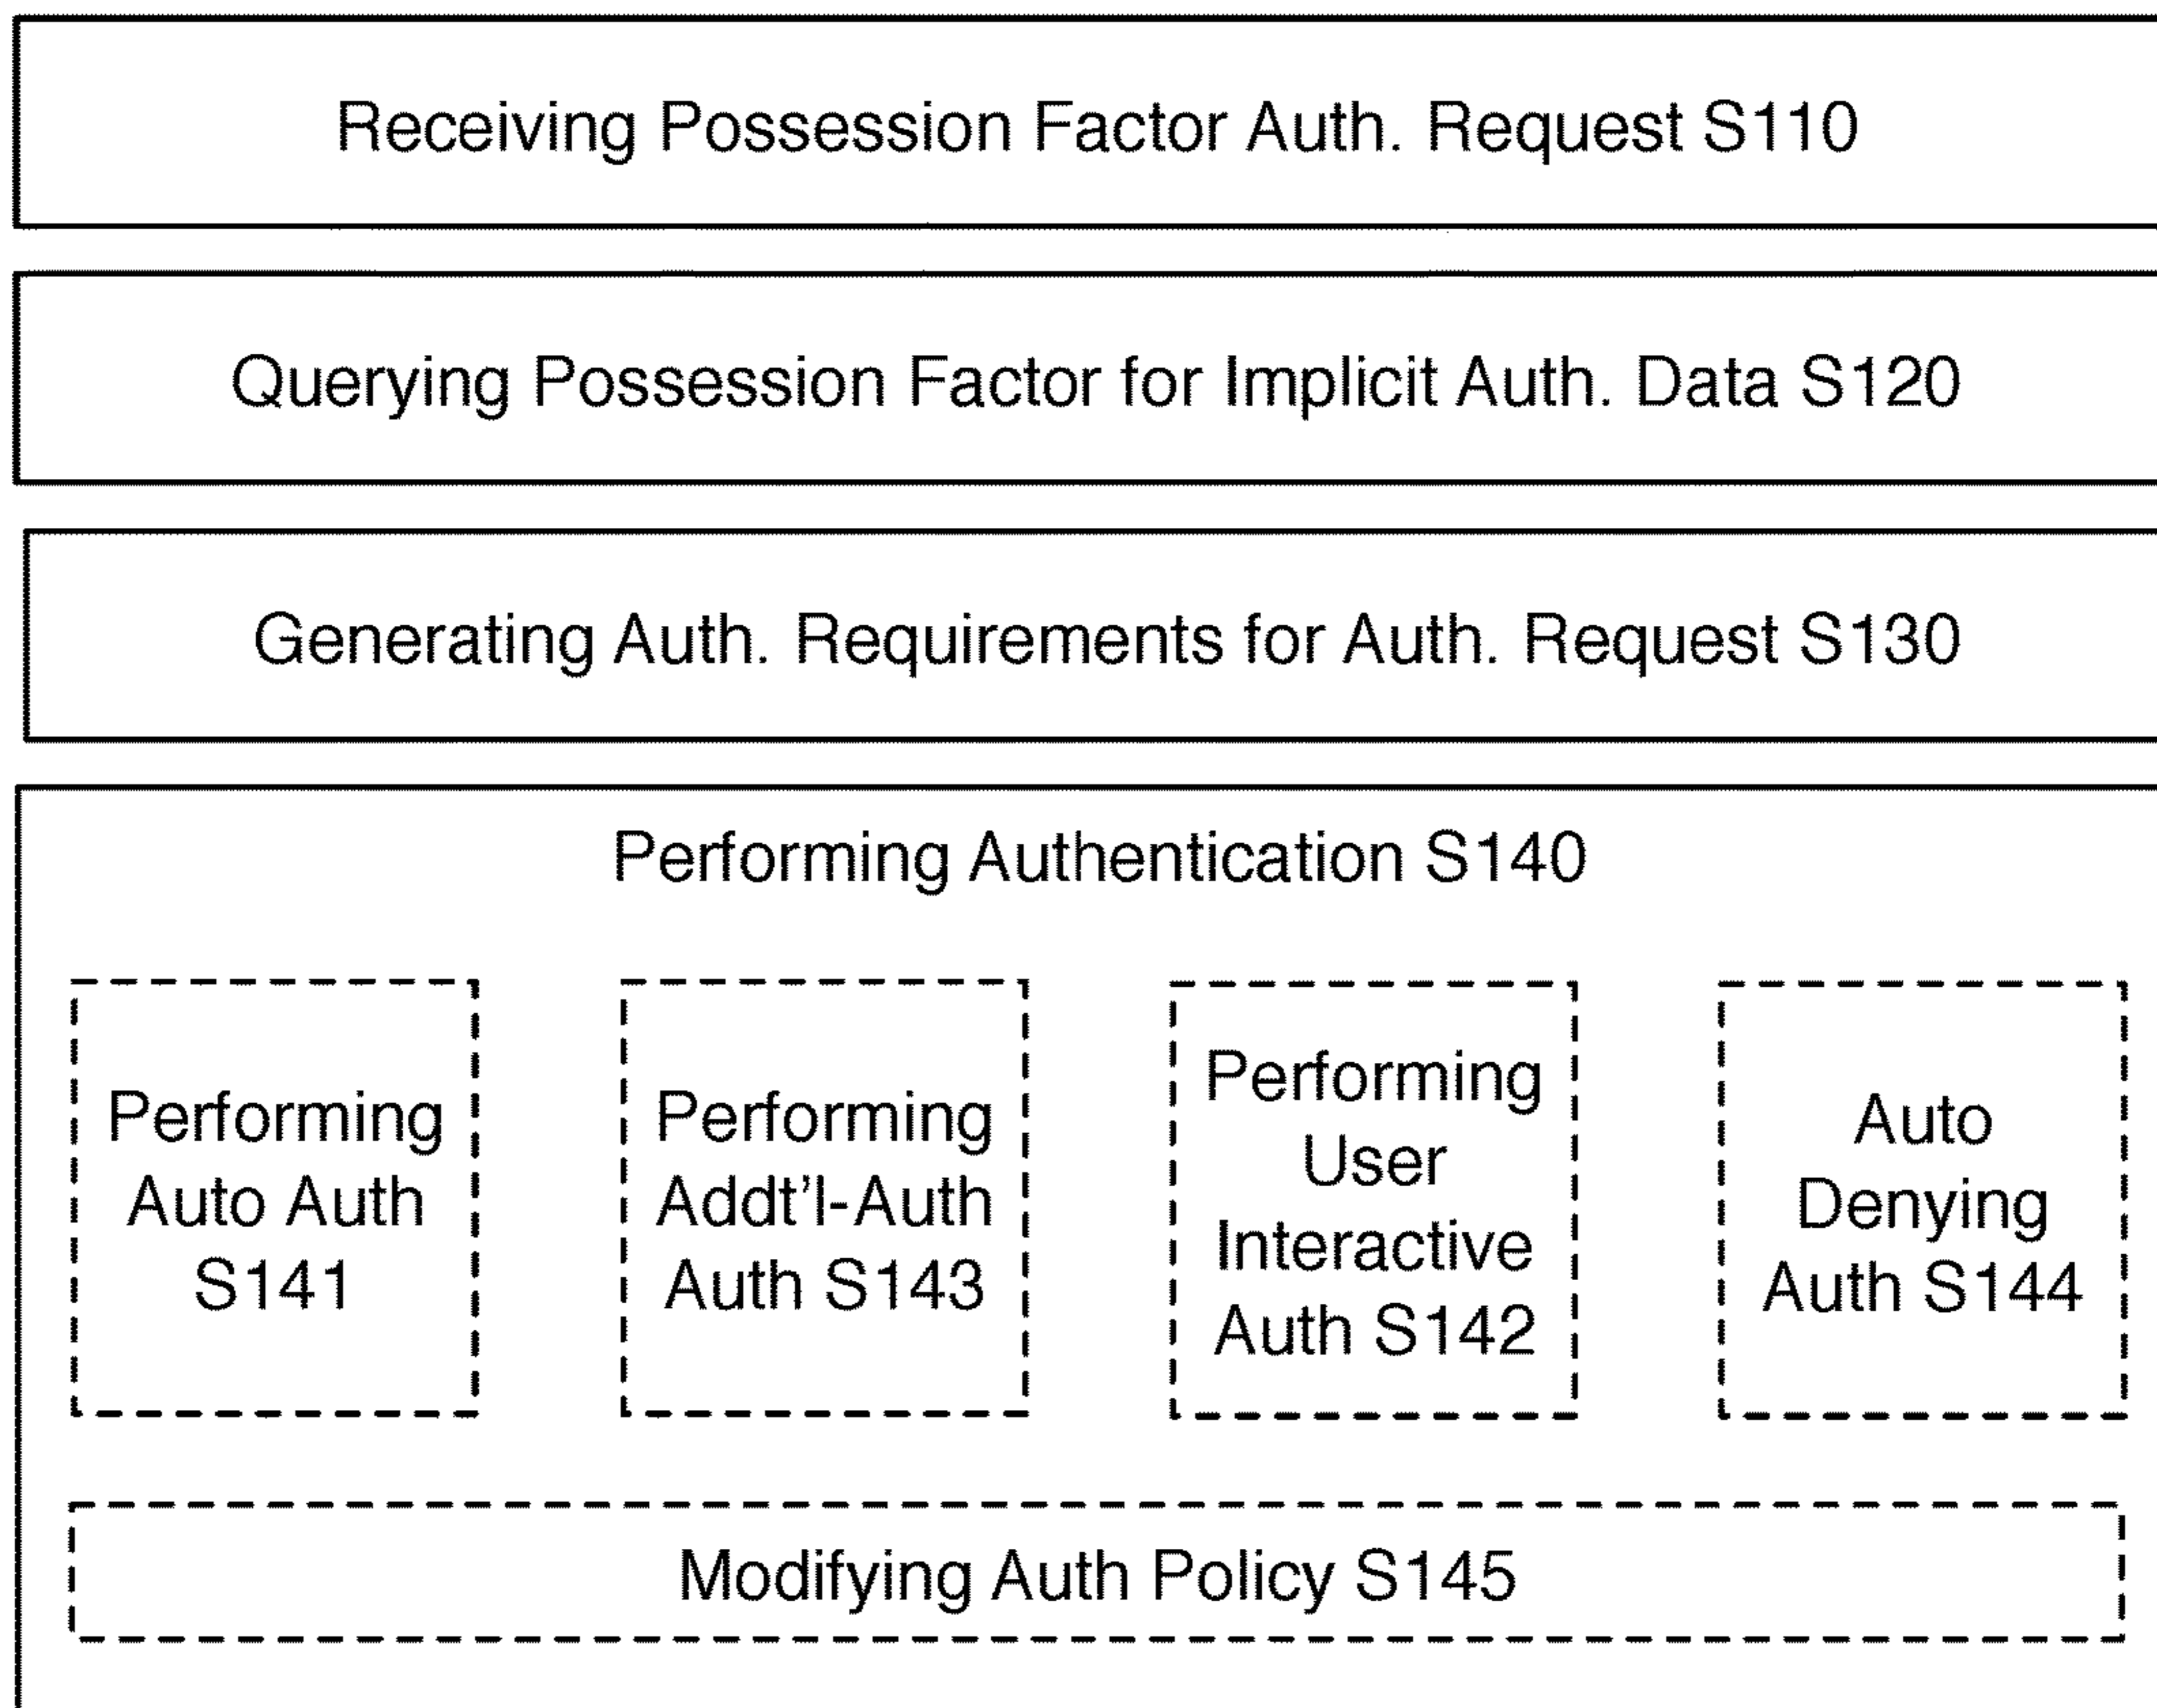 Receiving Possession Factor Auth. Request S110
Querying Possession Factor for Implicit Auth. Data S120
Generating Auth. Requirements for Auth. Request S130
Performing Authentication S140
Performing
Auto Auth
S141
Performing
Addt'l-Auth
Auth S143
Performing
User
Interactive
Auth S142
Auto
Denying
Auth S144
Modifying Auth Policy S145